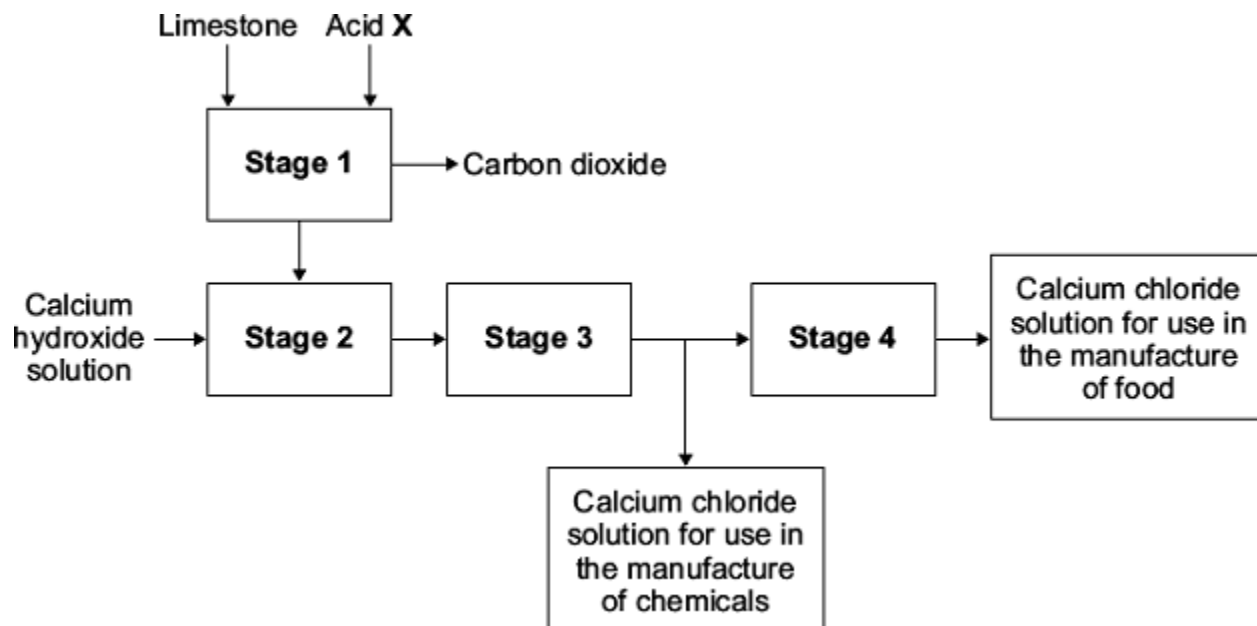 Limestone
Acid X
Stage 1
Carbon dioxide
Calcium
hydroxide
solution
Stage 2
Stage 3
Stage 4
Calcium chloride
solution for use in
the manufacture
of food
Calcium chloride
solution for use in
the manufacture
of chemicals